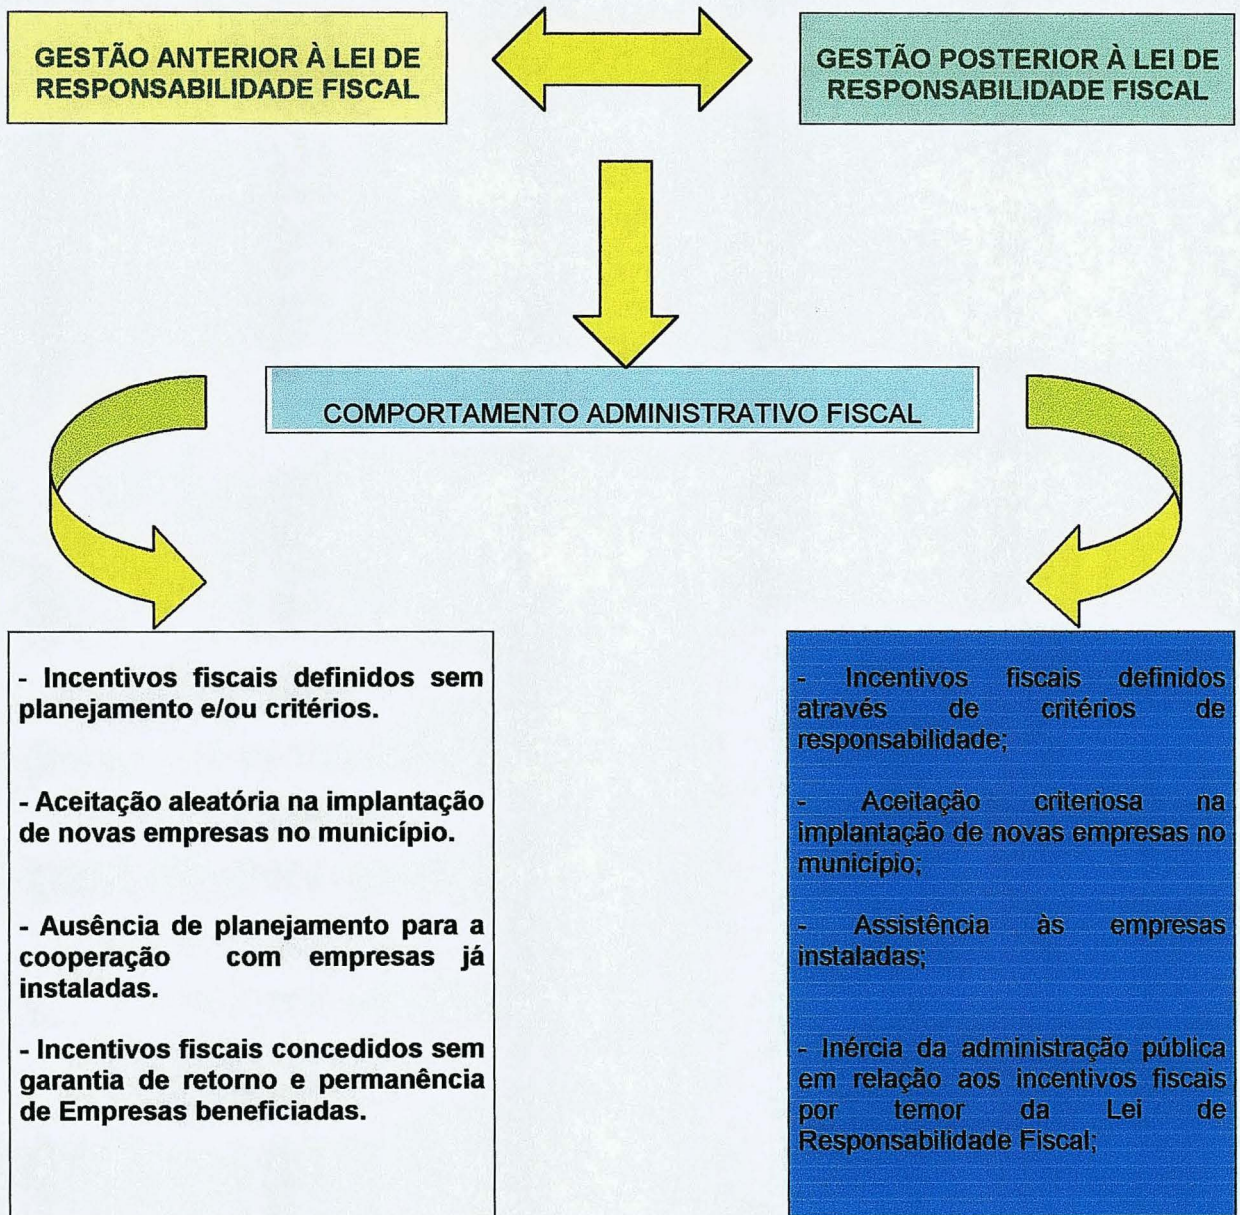 GESTÃO ANTERIOR À LEI DE
RESPONSABILIDADE FISCAL
GESTÃO POSTERIOR À LEI DE
RESPONSABILIDADE FISCAL
COMPORTAMENTO ADMINISTRATIVO FISCAL
- Incentivos fiscais definidos sem
planejamento e/ou critérios.
- Aceitação aleatória na implantação
de novas empresas no município.
- Ausência de planejamento para a
cooperação com empresas já
instaladas.
- Incentivos fiscais concedidos sem
garantia de retorno e permanência
de Empresas beneficiadas.
- Incentivos fiscais definidos
através de critérios de
responsabilidade;
- Aceitação criteriosa na
implantação de novas empresas no
município;
- Assistência às empresas
instaladas;
- Inércia da administração pública
em relação aos incentivos fiscais
por temor da Lei de
Responsabilidade Fiscal;